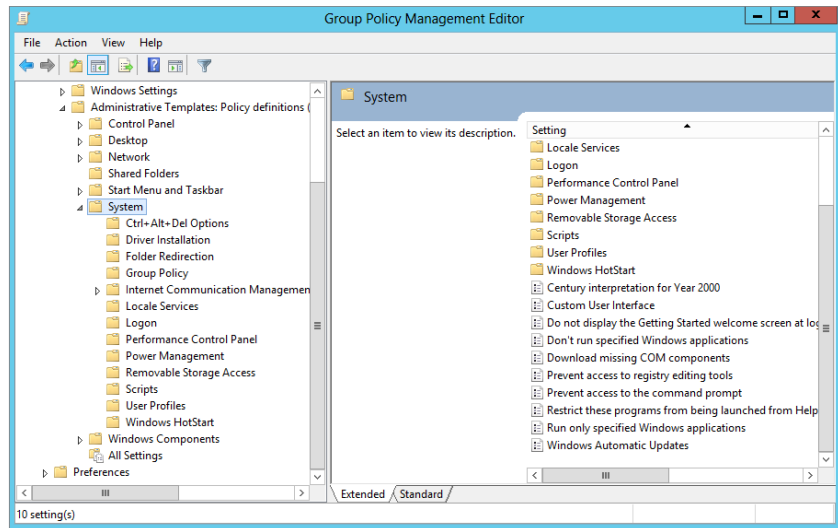 Group Policy Management Editor
File Action View Help
Windows Settings
Administrative Templates: Policy definitions (
Control Panel
Desktop
Network
Shared Folders
Start Menu and Taskbar
System
Ctrl+Alt+Del Options
Driver Installation
Folder Redirection
Group Policy
Internet Communication Managemen
Locale Services
Logon
Performance Control Panel
Power Management
Removable Storage Access
Scripts
User Profiles
Windows HotStart
Windows Components
All Settings
Preferences
System
Select an item to view its description.
Setting
Locale Services
Logon
Performance Control Panel
Power Management
Removable Storage Access
Scripts
User Profiles
Windows HotStart
Century interpretation for Year 2000
Custom User Interface
Do not display the Getting Started welcome screen at log
Don't run specified Windows applications
Download missing COM components
Prevent access to registry editing tools
Prevent access to the command prompt
Restrict these programs from being launched from Help
Run only specified Windows applications
Windows Automatic Updates
Extended Standard
10 setting(s)